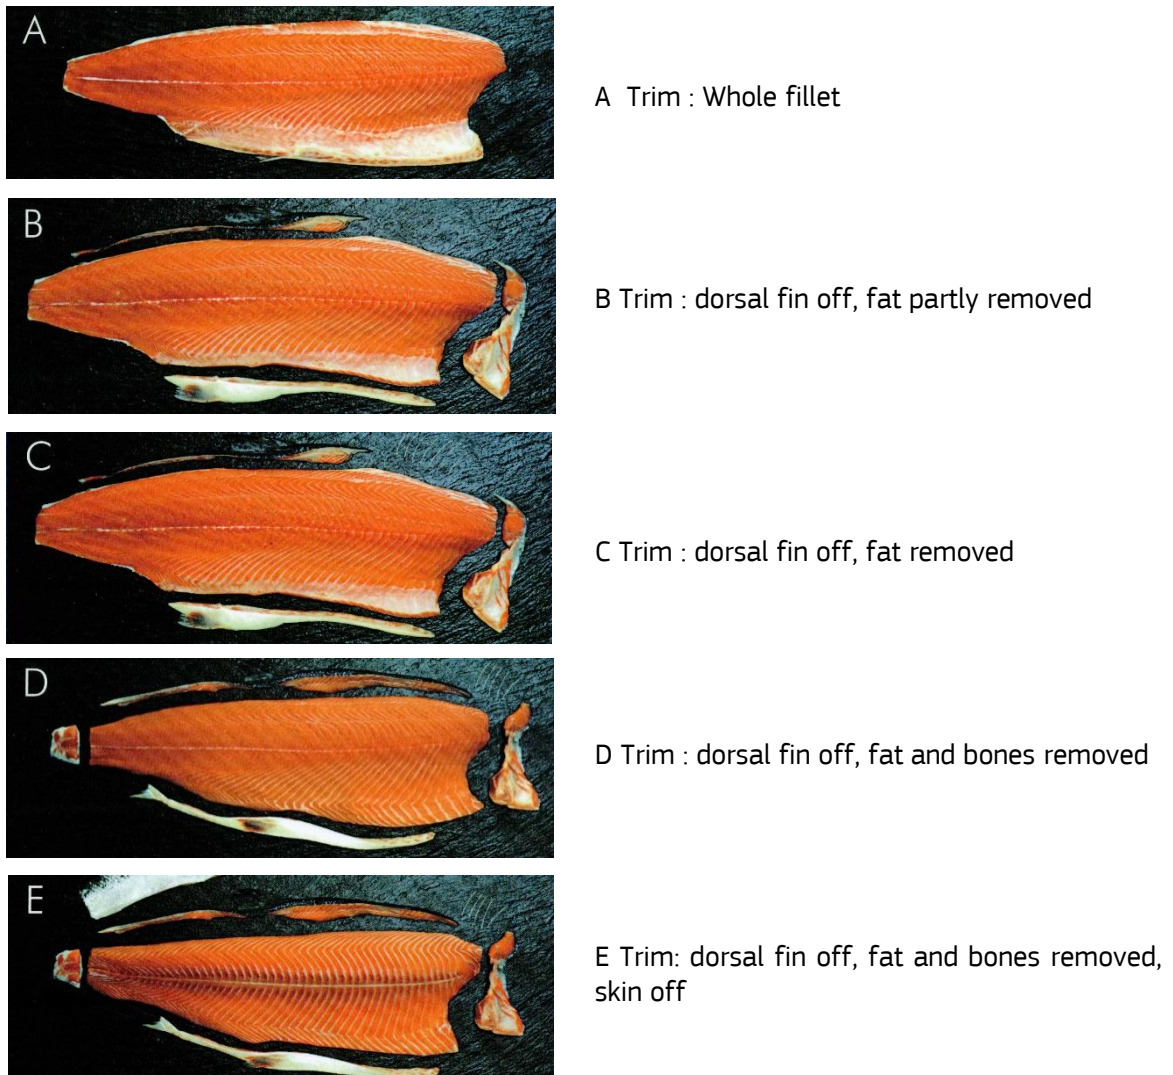 A
A Trim : Whole fillet
B
B Trim : dorsal fin off, fat partly removed
C
C Trim : dorsal fin off, fat removed
D
D Trim : dorsal fin off, fat and bones removed
E
E Trim: dorsal fin off, fat and bones removed,
skin off